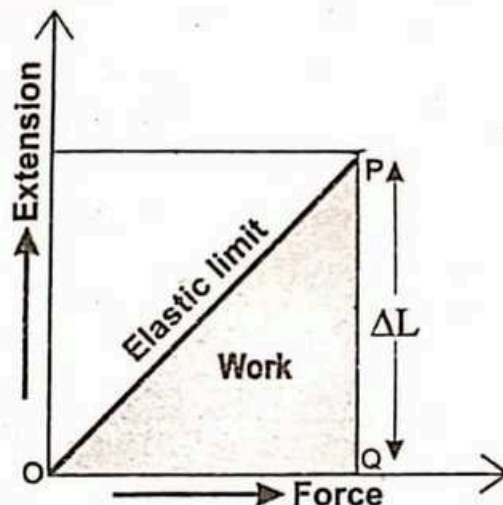 Extension
Elastic limit
P
ΔL
Work
O
Q
Force